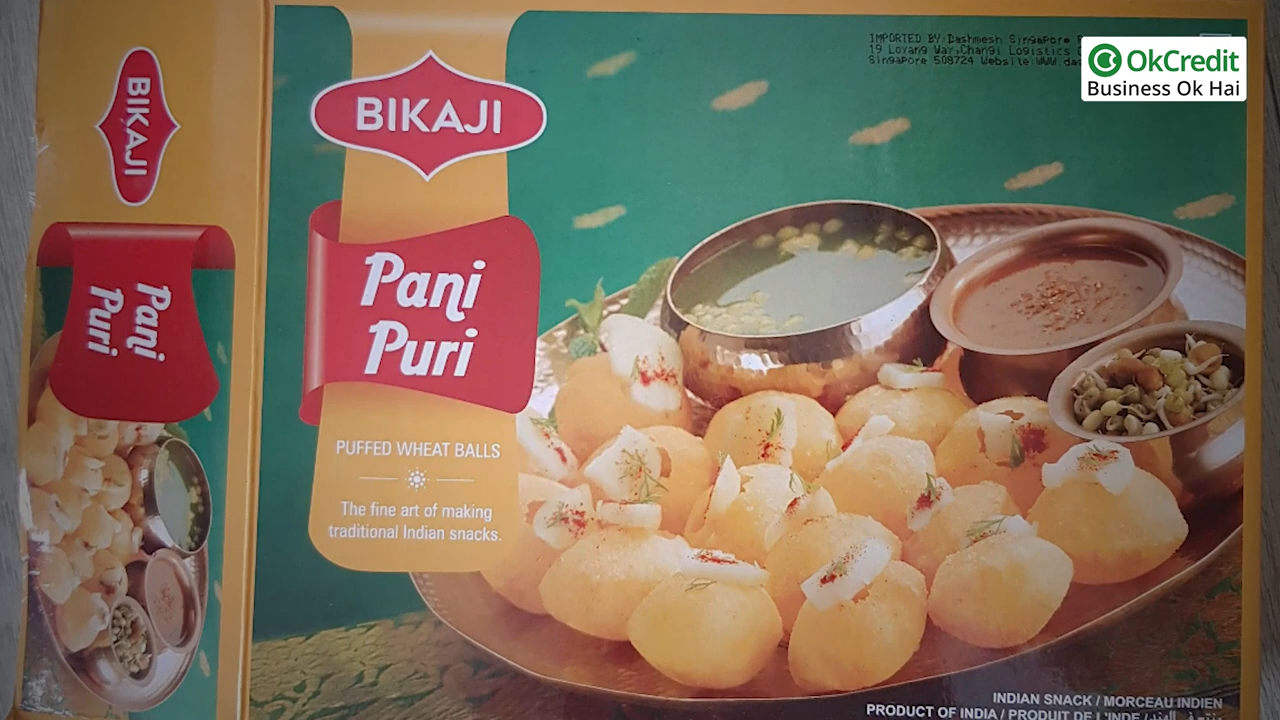 BIKAJI
Pani
Puri
BIKAJI
Pani
Puri
PUFFED WHEAT BALLS
The fine art of making
traditional Indian snacks.
IMPORTED BY Dashmesh Singapore
19 Loyang Way, Changi Logistics
Singapore 508724 Website:WWW.
OkCredit
Business Ok Hai
INDIAN SNACK / MORCEAU INDIEN
PRODUCT OF INDIA / PRODUIT DE L'INDE /